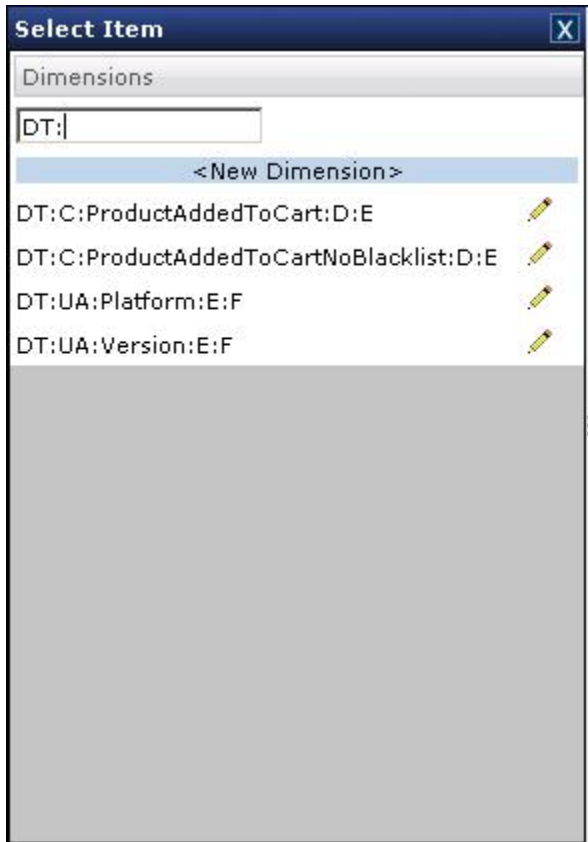 Select Item
X
Dimensions
DT:
<New Dimension>
DT:C:ProductAddedToCart:D:E
DT:C:ProductAddedToCartNoBlacklist:D:E
DT:UA:Platform:E:F
DT:UA:Version:E:F